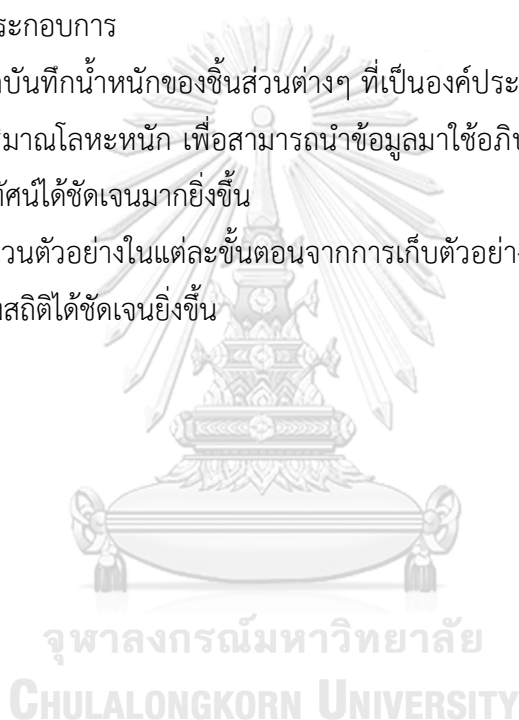 ระกอบการ
บันทึกน้ำหนักของชิ้นส่วนต่างๆ ที่เป็นองค์ประ
มาณโลหะหนัก เพื่อสามารถนำข้อมูลมาใช้อภิป
ทัศน์ได้ชัดเจนมากยิ่งขึ้น
วนตัวอย่างในแต่ละขั้นตอนจากการเก็บตัวอย่าง
งสถิติได้ชัดเจนยิ่งขึ้น
จุฬาลงกรณ์มหาวิทยาลัย
CHULALONGKORN UNIVERSITY